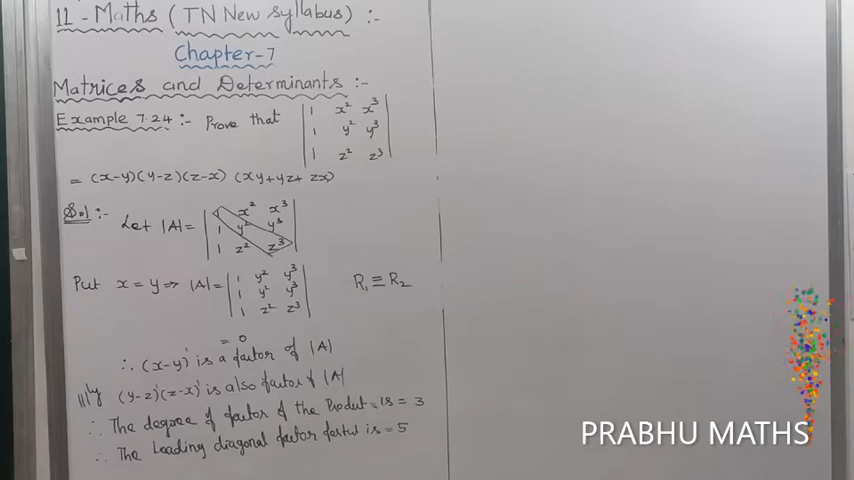 11 - Maths ( TN New syllabus) :-
Chapter-7
Matrices and Determinants :-
Example 7.24 :- Prove that | 1 x² x³ |
| 1 y² y³ |
| 1 z² z³ |
= (x-y)(y-z)(z-x) (xy+yz+zx)
Sol :- Let |A| = | 1 x² x³ |
| 1 y² y³ |
| 1 z² z³ |
Put x = y ⇒ |A| = | 1 y² y³ | R₁ ≡ R₂
| 1 y² y³ |
| 1 z² z³ |
= 0
∴ (x-y)¹ is a factor of |A|
|||ly (y-z)¹(z-x)¹ is also factor of |A|
∴ The degree of factor of the Product is = 3
∴ The Leading diagonal factor is = 5
PRABHU MATHS